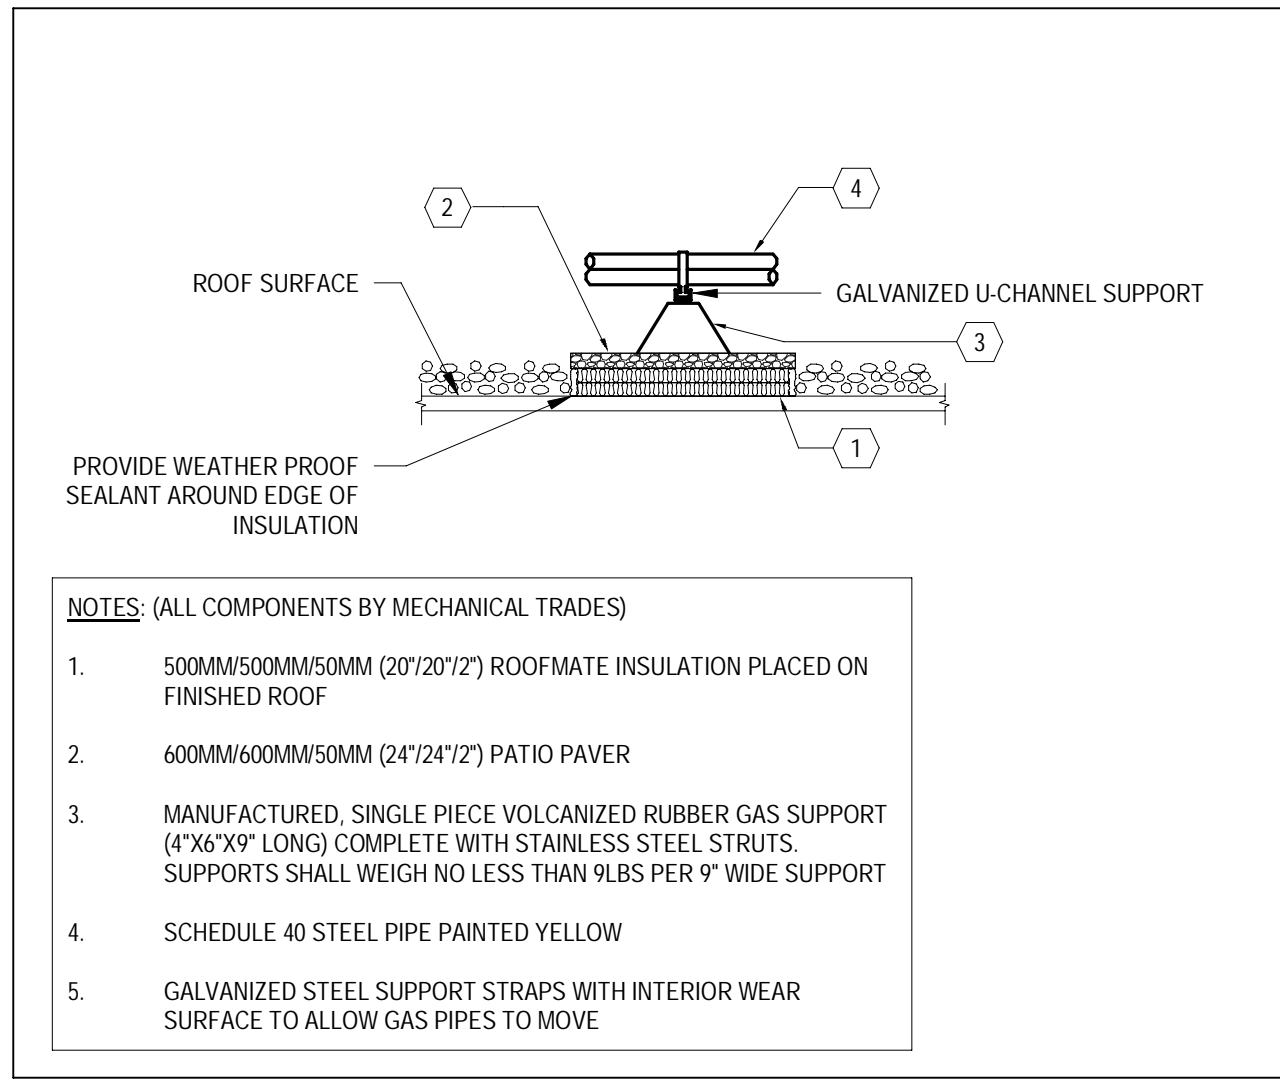 4
2
ROOF SURFACE
GALVANIZED U-CHANNEL SUPPORT
3
1
PROVIDE WEATHER PROOF
SEALANT AROUND EDGE OF
INSULATION
NOTES: (ALL COMPONENTS BY MECHANICAL TRADES)
1. 500MM/500MM/50MM (20"/20"/2") ROOFMATE INSULATION PLACED ON
FINISHED ROOF
2. 600MM/600MM/50MM (24"/24"/2") PATIO PAVER
3. MANUFACTURED, SINGLE PIECE VOLCANIZED RUBBER GAS SUPPORT
(4"X6"X9" LONG) COMPLETE WITH STAINLESS STEEL STRUTS.
SUPPORTS SHALL WEIGH NO LESS THAN 9LBS PER 9" WIDE SUPPORT
4. SCHEDULE 40 STEEL PIPE PAINTED YELLOW
5. GALVANIZED STEEL SUPPORT STRAPS WITH INTERIOR WEAR
SURFACE TO ALLOW GAS PIPES TO MOVE